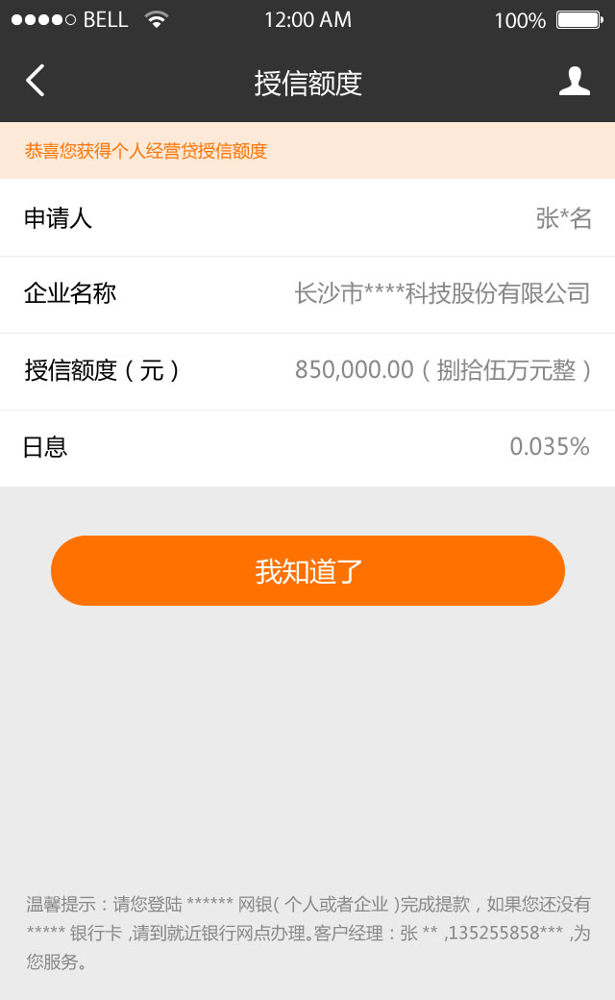 BELL 12:00 AM 100%
授信额度
恭喜您获得个人经营贷授信额度
申请人 张*名
企业名称 长沙市****科技股份有限公司
授信额度（元） 850,000.00（捌拾伍万元整）
日息 0.035%
我知道了
温馨提示：请您登陆 ****** 网银（个人或者企业）完成提款，如果您还没有
***** 银行卡，请到就近银行网点办理。客户经理：张 **，135255858***，为
您服务。